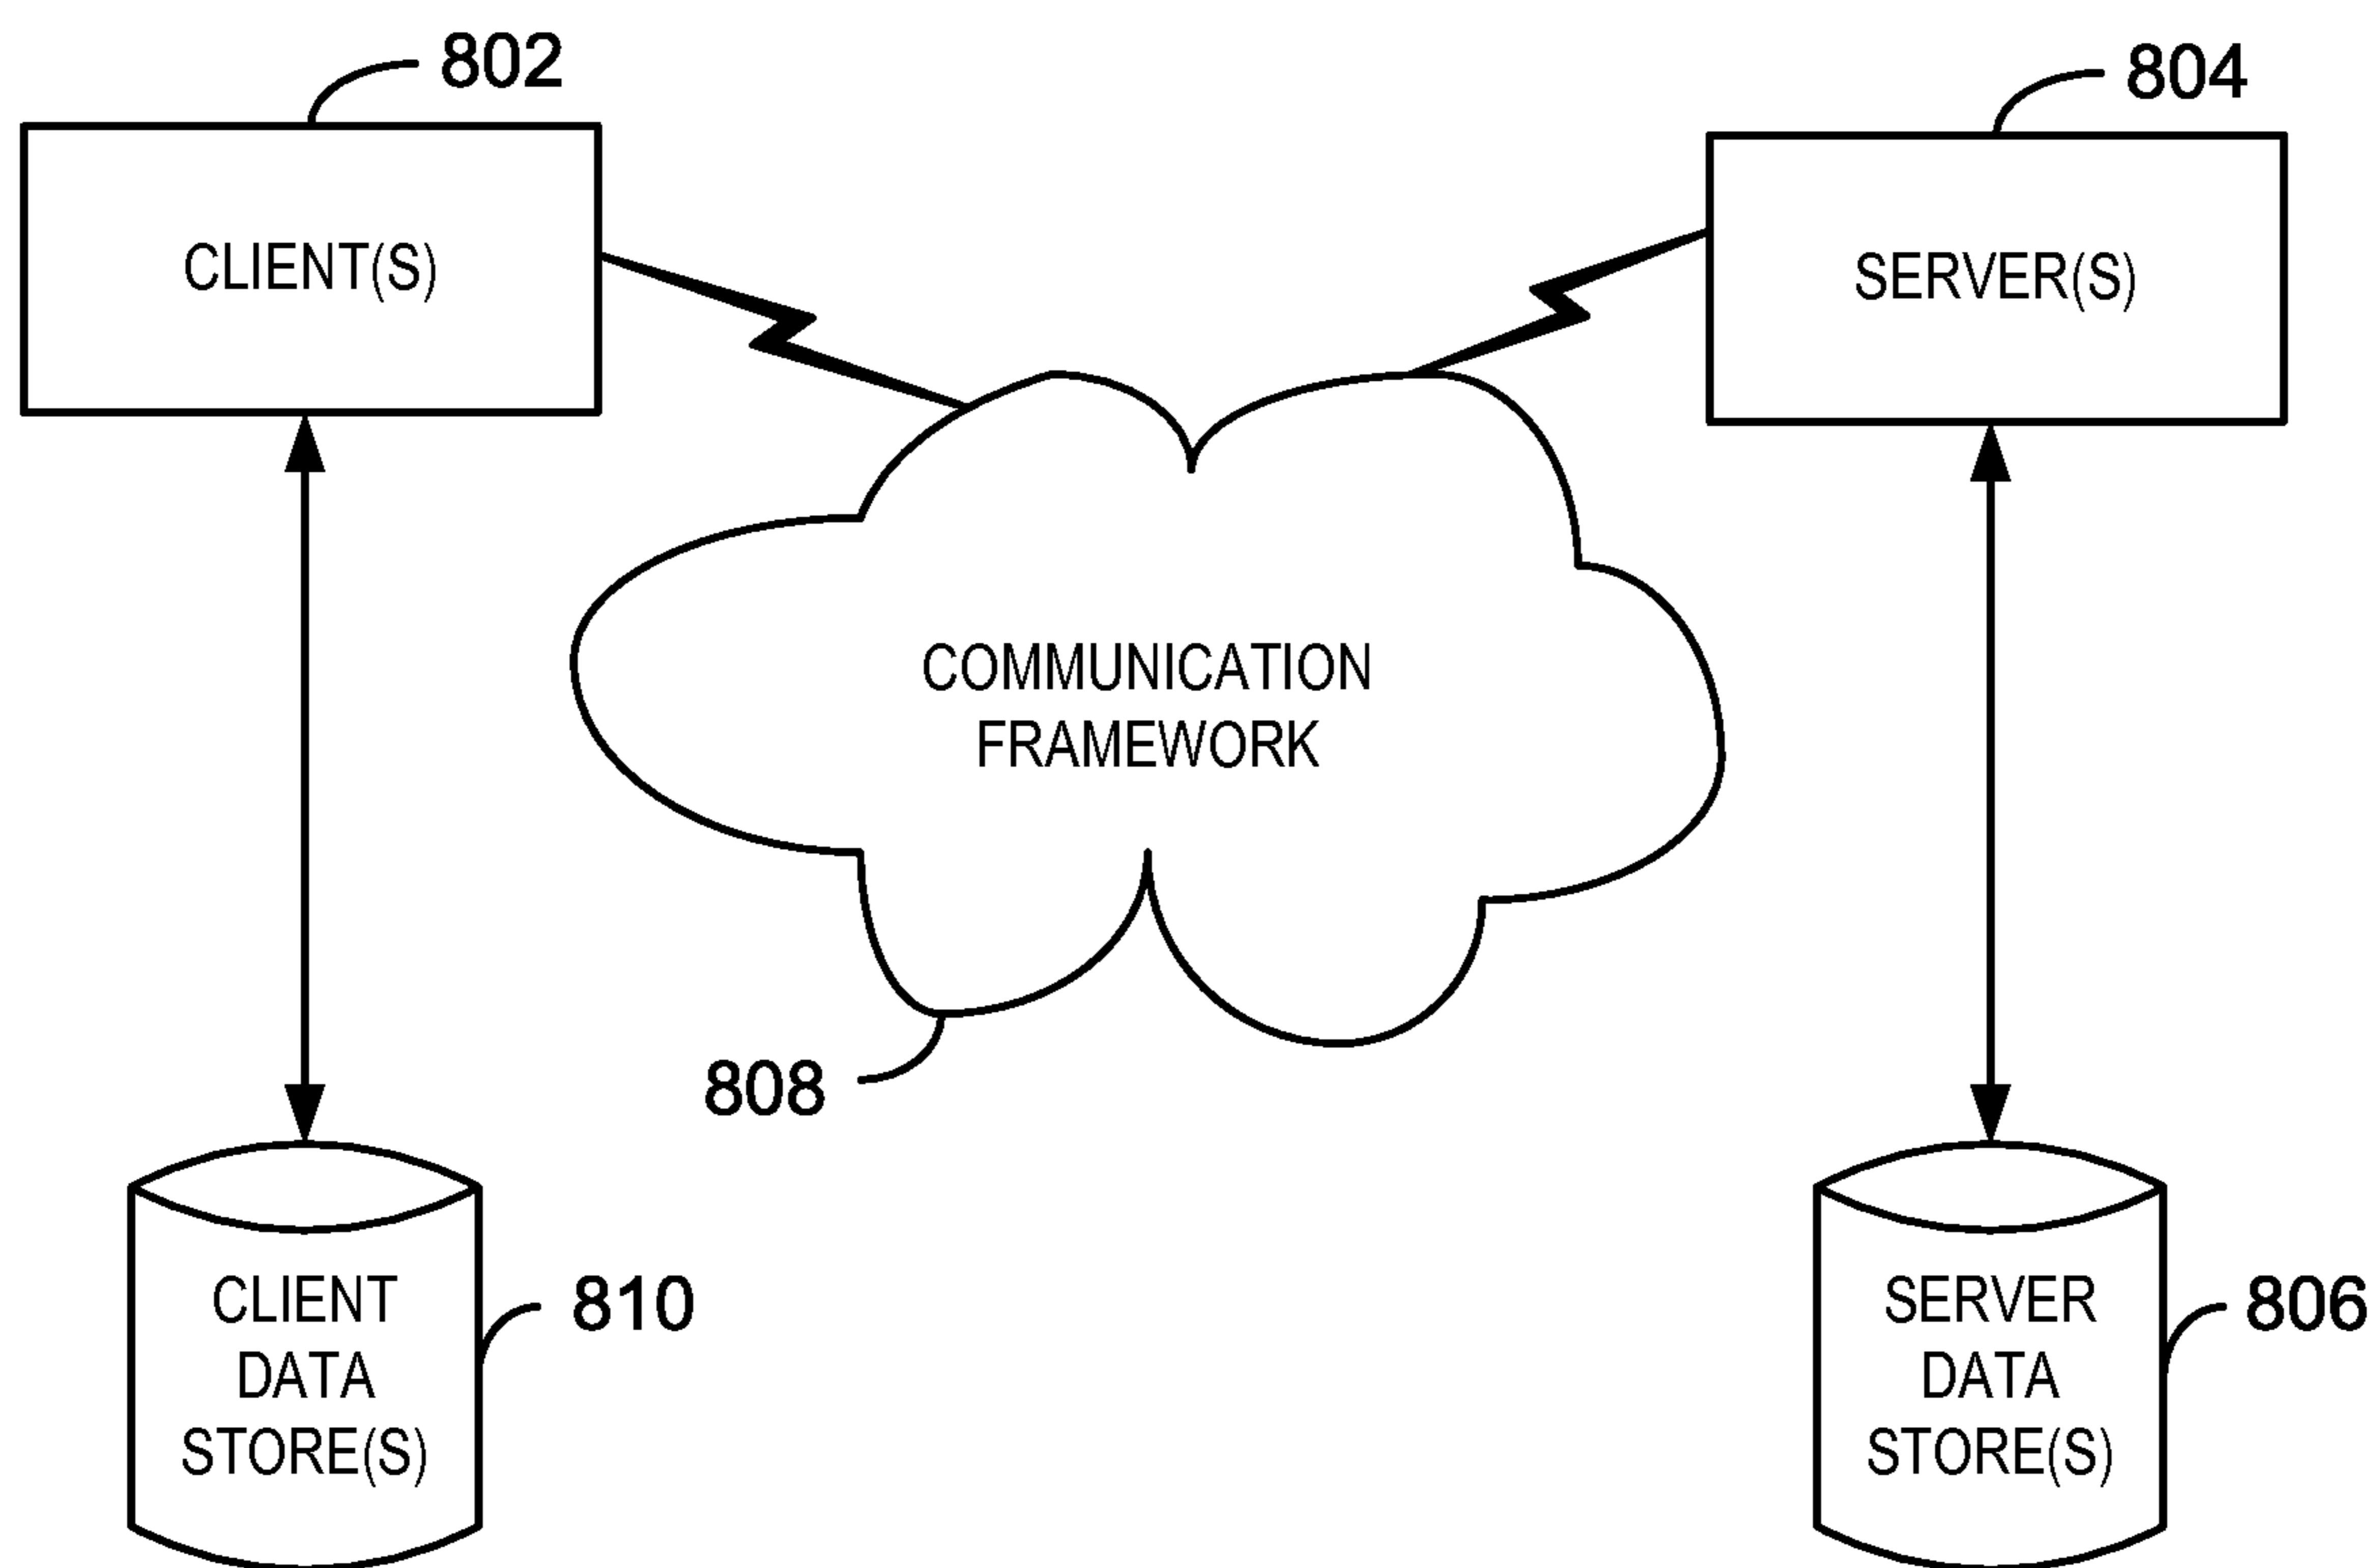 802
804
CLIENT(S)
SERVER(S)
COMMUNICATION
FRAMEWORK
808
CLIENT
DATA
STORE(S)
810
SERVER
DATA
STORE(S)
806